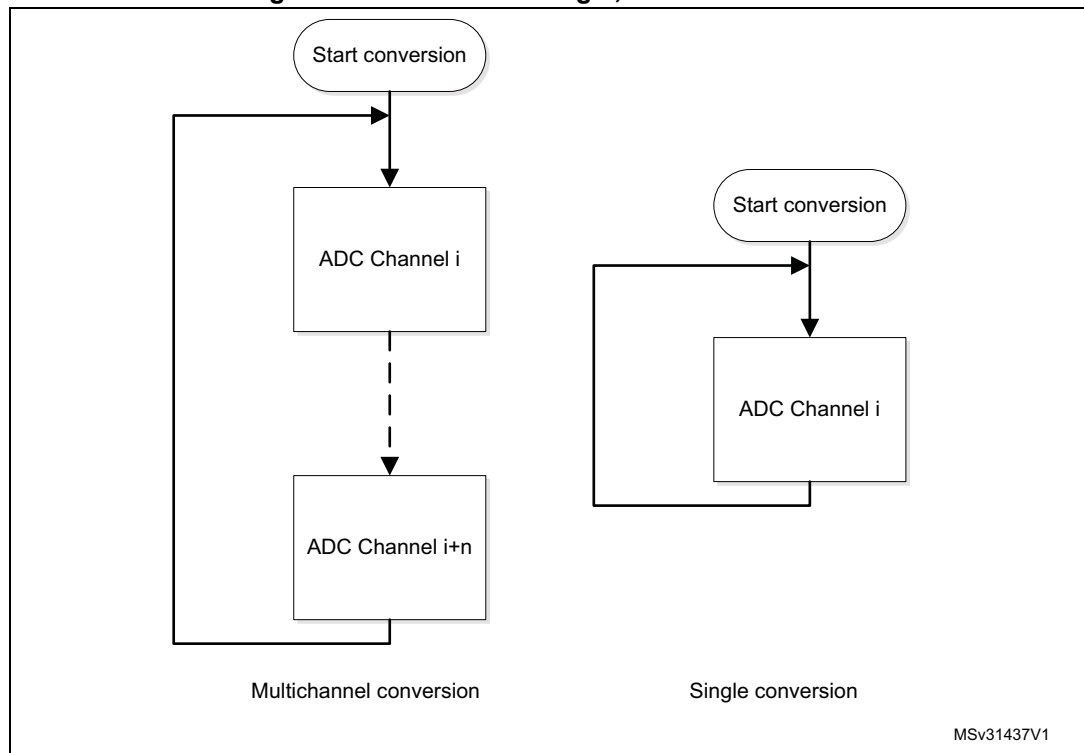 Start conversion
ADC Channel i
ADC Channel i+n
Multichannel conversion
Start conversion
ADC Channel i
Single conversion
MSv31437V1